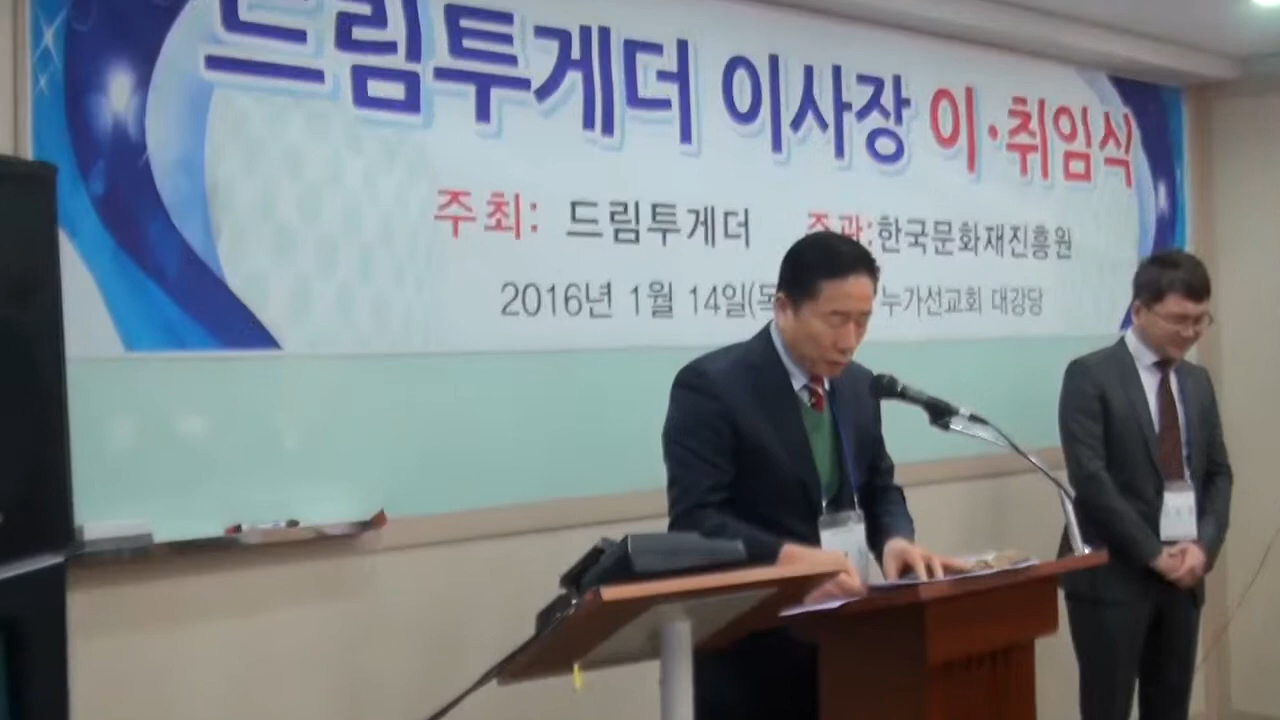 드림투게더 이사장 이·취임식
주최: 드림투게더 주관:한국문화재진흥원
2016년 1월 14일(목 누가선교회 대강당